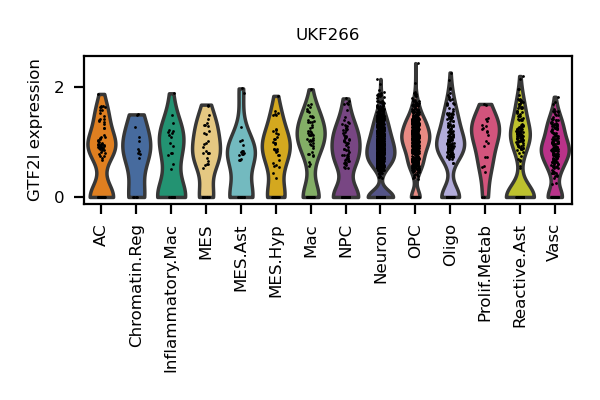 UKF266
GTF2I expression
2
0
AC
Chromatin.Reg
Inflammatory.Mac
MES
MES.Ast
MES.Hyp
Mac
NPC
Neuron
OPC
Oligo
Prolif.Metab
Reactive.Ast
Vasc